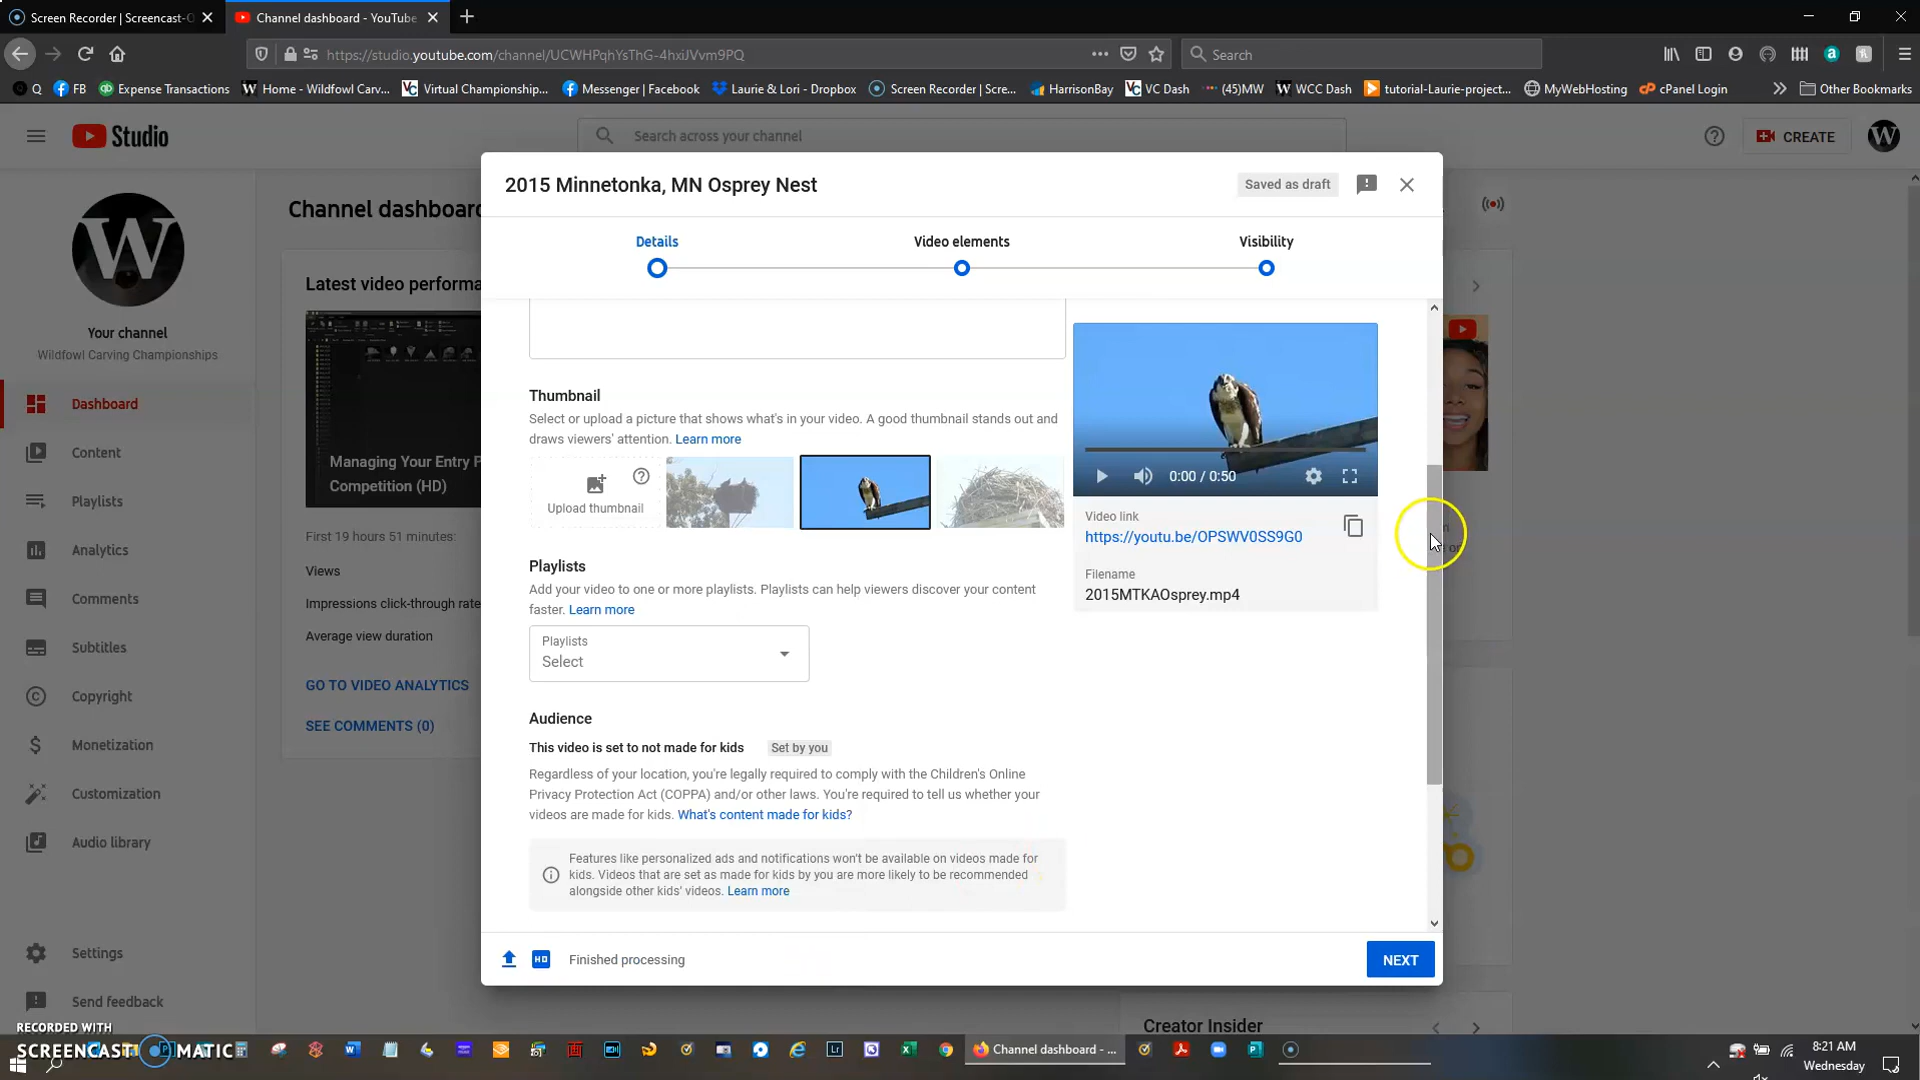 Screen Recorder | Screencast-O
Channel dashboard - YouTube
https://studio.youtube.com/channel/UCWHPqhYsThG-4hxiJVvm9PQ
Search
Q
FB
Expense Transactions
Home - Wildfowl Carv...
Virtual Championship...
Messenger | Facebook
Laurie & Lori - Dropbox
Screen Recorder | Scre...
HarrisonBay
VC Dash
(45)MW
WCC Dash
tutorial-Laurie-project...
MyWebHosting
cPanel Login
Other Bookmarks
Studio
Search across your channel
CREATE
W
2015 Minnetonka, MN Osprey Nest
Saved as draft
Channel dashboard
Details
Video elements
Visibility
W
Your channel
Wildfowl Carving Championships
Latest video performa
Managing Your Entry P
Competition (HD)
First 19 hours 51 minutes:
Views
Impressions click-through rate
Average view duration
GO TO VIDEO ANALYTICS
SEE COMMENTS (0)
Dashboard
Content
Playlists
Analytics
Comments
Subtitles
Copyright
Monetization
Customization
Audio library
Settings
Send feedback
Thumbnail
Select or upload a picture that shows what's in your video. A good thumbnail stands out and
draws viewers' attention. Learn more
Upload thumbnail
0:00 / 0:50
Video link
https://youtu.be/OPSWV0SS9G0
Filename
2015MTKAOsprey.mp4
Playlists
Add your video to one or more playlists. Playlists can help viewers discover your content
faster. Learn more
Playlists
Select
Audience
This video is set to not made for kids
Set by you
Regardless of your location, you're legally required to comply with the Children's Online
Privacy Protection Act (COPPA) and/or other laws. You're required to tell us whether your
videos are made for kids. What's content made for kids?
Features like personalized ads and notifications won't be available on videos made for
kids. Videos that are set as made for kids by you are more likely to be recommended
alongside other kids' videos. Learn more
HD
Finished processing
NEXT
Creator Insider
RECORDED WITH
SCREENCAST MATIC
Channel dashboard - ...
8:21 AM
Wednesday